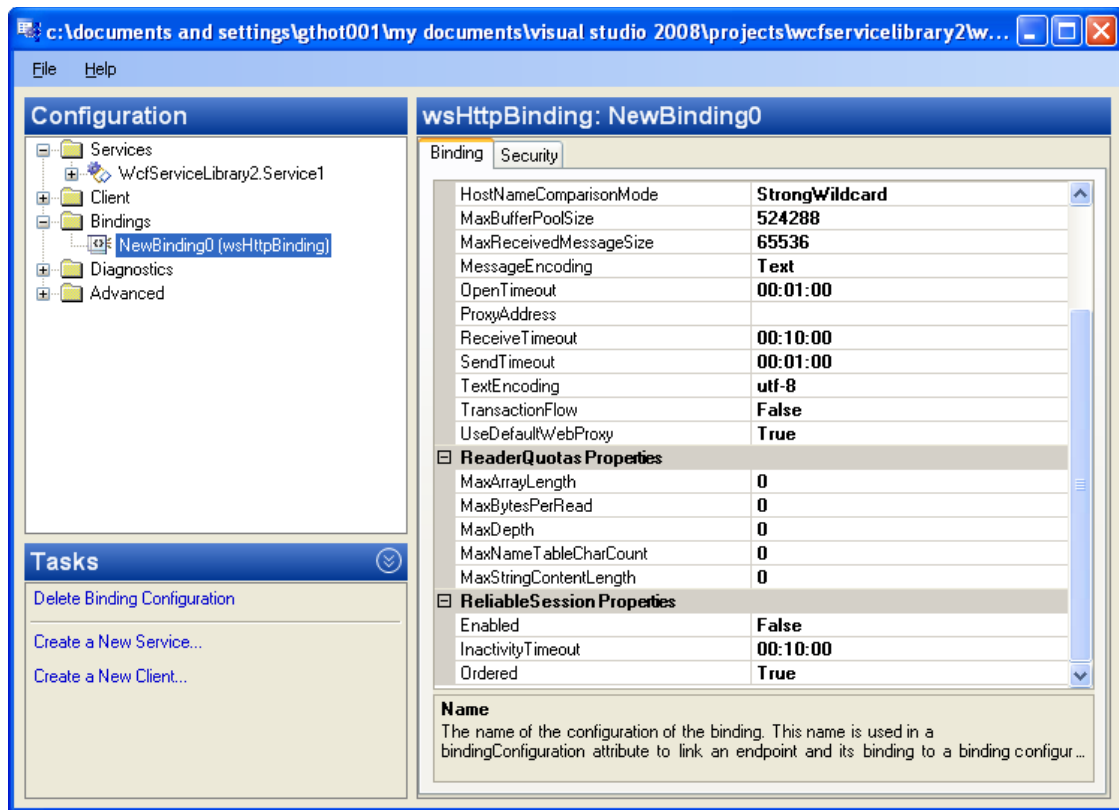 c:\documents and settings\gthot001\my documents\visual studio 2008\projects\wcfservicelibrary2\w...
File Help
Configuration
Services
WcfServiceLibrary2.Service1
Client
Bindings
NewBinding0 (wsHttpBinding)
Diagnostics
Advanced
Tasks
Delete Binding Configuration
Create a New Service...
Create a New Client...
wsHttpBinding: NewBinding0
Binding Security
HostNameComparisonMode StrongWildcard
MaxBufferPoolSize 524288
MaxReceivedMessageSize 65536
MessageEncoding Text
OpenTimeout 00:01:00
ProxyAddress
ReceiveTimeout 00:10:00
SendTimeout 00:01:00
TextEncoding utf-8
TransactionFlow False
UseDefaultWebProxy True
ReaderQuotas Properties
MaxArrayLength 0
MaxBytesPerRead 0
MaxDepth 0
MaxNameTableCharCount 0
MaxStringContentLength 0
ReliableSession Properties
Enabled False
InactivityTimeout 00:10:00
Ordered True
Name
The name of the configuration of the binding. This name is used in a
bindingConfiguration attribute to link an endpoint and its binding to a binding configur...